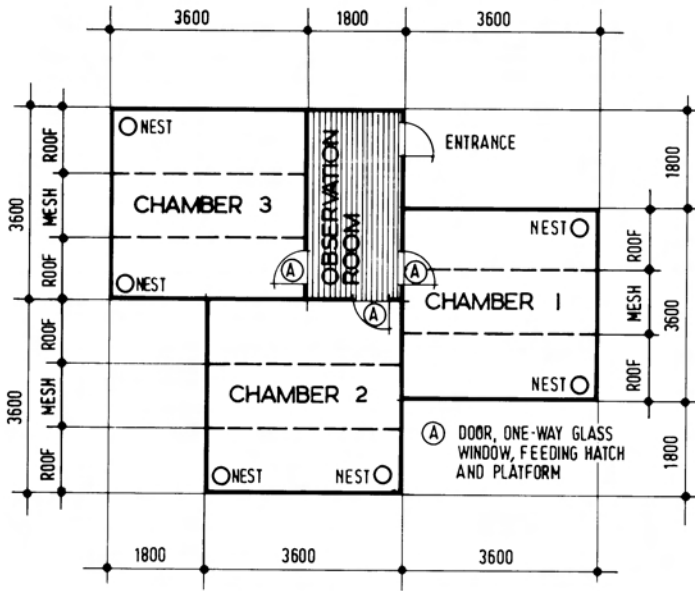 3600
1800
3600
NEST
ENTRANCE
ROOF
MESH
ROOF
3600
CHAMBER 3
OBSERVATION
ROOM
1800
NEST
A
A
A
NEST
CHAMBER 1
ROOF
MESH
ROOF
3600
ROOF
MESH
ROOF
3600
CHAMBER 2
NEST
NEST
NEST
A DOOR, ONE-WAY GLASS
WINDOW, FEEDING HATCH
AND PLATFORM
1800
1800
3600
3600